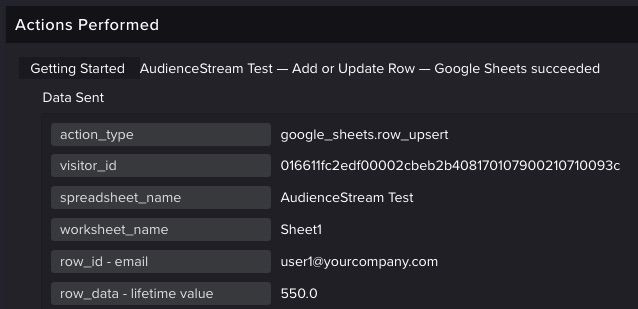 Actions Performed
Getting Started AudienceStream Test — Add or Update Row — Google Sheets succeeded
Data Sent
action_type google_sheets.row_upsert
visitor_id 016611fc2edf00002cbeb2b408170107900210710093c
spreadsheet_name AudienceStream Test
worksheet_name Sheet1
row_id - email user1@yourcompany.com
row_data - lifetime value 550.0